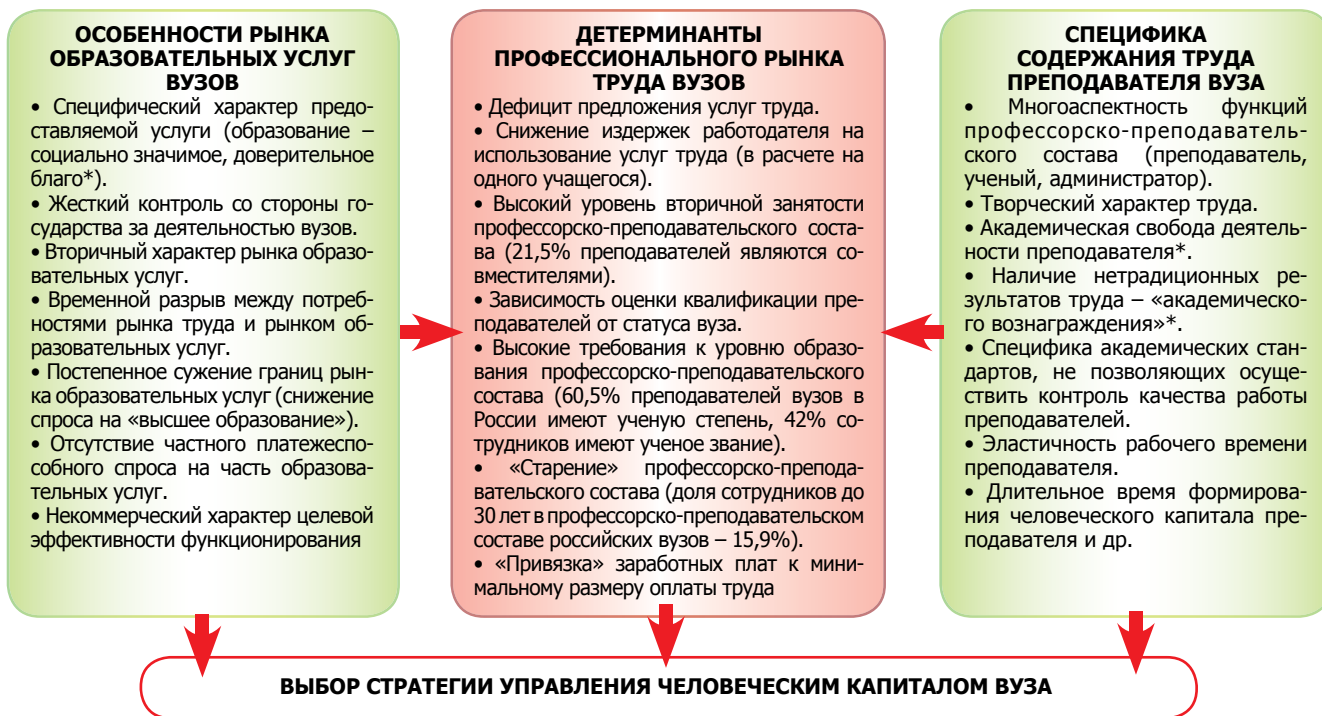 ОСОБЕННОСТИ РЫНКА
ОБРАЗОВАТЕЛЬНЫХ УСЛУГ
ВУЗОВ
• Специфический характер предо-
ставляемой услуги (образование –
социально значимое, доверительное
благо*).
• Жесткий контроль со стороны го-
сударства за деятельностью вузов.
• Вторичный характер рынка образо-
вательных услуг.
• Временной разрыв между потреб-
ностями рынка труда и рынком об-
разовательных услуг.
• Постепенное сужение границ рын-
ка образовательных услуг (снижение
спроса на «высшее образование»).
• Отсутствие частного платежеспо-
собного спроса на часть образова-
тельных услуг.
• Некоммерческий характер целевой
эффективности функционирования
ДЕТЕРМИНАНТЫ
ПРОФЕССИОНАЛЬНОГО РЫНКА
ТРУДА ВУЗОВ
• Дефицит предложения услуг труда.
• Снижение издержек работодателя на
использование услуг труда (в расчете на
одного учащегося).
• Высокий уровень вторичной занятости
профессорско-преподавательского соста-
ва (21,5% преподавателей являются со-
вместителями).
• Зависимость оценки квалификации пре-
подавателей от статуса вуза.
• Высокие требования к уровню образо-
вания профессорско-преподавательского
состава (60,5% преподавателей вузов в
России имеют ученую степень, 42% со-
трудников имеют ученое звание).
• «Старение» профессорско-препода-
вательского состава (доля сотрудников до
30 лет в профессорско-преподавательском
составе российских вузов – 15,9%).
• «Привязка» заработных плат к мини-
мальному размеру оплаты труда
СПЕЦИФИКА
СОДЕРЖАНИЯ ТРУДА
ПРЕПОДАВАТЕЛЯ ВУЗА
• Многоаспектность функций
профессорско-преподаватель-
ского состава (преподаватель,
ученый, администратор).
• Творческий характер труда.
• Академическая свобода деятель-
ности преподавателя*.
• Наличие нетрадиционных ре-
зультатов труда – «академическо-
го вознаграждения»*.
• Специфика академических стан-
дартов, не позволяющих осуще-
ствить контроль качества работы
преподавателей.
• Эластичность рабочего времени
преподавателя.
• Длительное время формирова-
ния человеческого капитала пре-
подавателя и др.
ВЫБОР СТРАТЕГИИ УПРАВЛЕНИЯ ЧЕЛОВЕЧЕСКИМ КАПИТАЛОМ ВУЗА